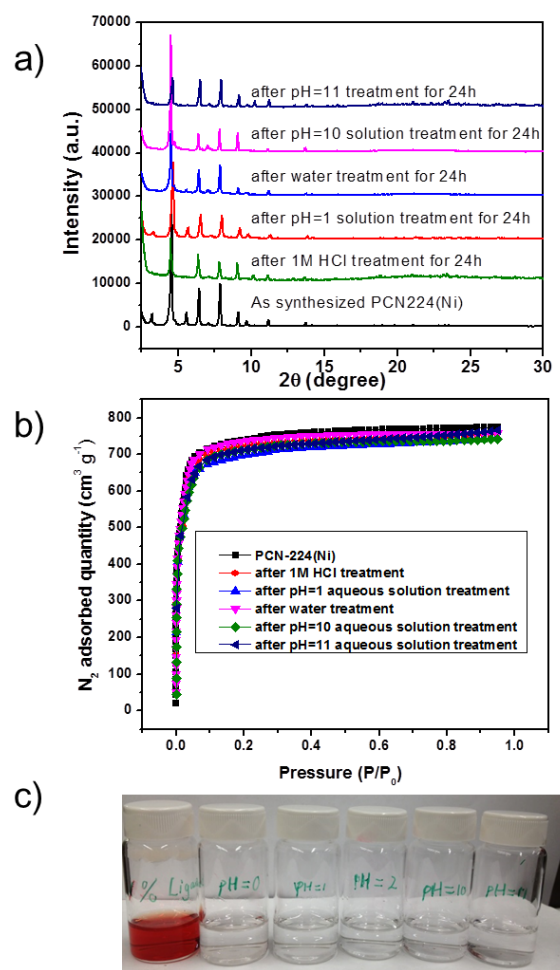 a)
70000
60000
50000
40000
30000
20000
10000
0
Intensity (a.u.)
after pH=11 treatment for 24h
after pH=10 solution treatment for 24h
after water treatment for 24h
after pH=1 solution treatment for 24h
after 1M HCl treatment for 24h
As synthesized PCN224(Ni)
5 10 15 20 25 30
2θ (degree)
b)
800
700
600
500
400
300
200
100
0
N₂ adsorbed quantity (cm³ g⁻¹)
PCN-224(Ni)
after 1M HCl treatment
after pH=1 aqueous solution treatment
after water treatment
after pH=10 aqueous solution treatment
after pH=11 aqueous solution treatment
0.0 0.2 0.4 0.6 0.8 1.0
Pressure (P/P₀)
c)
1% Ligand
pH=0
pH=1
pH=2
pH=10